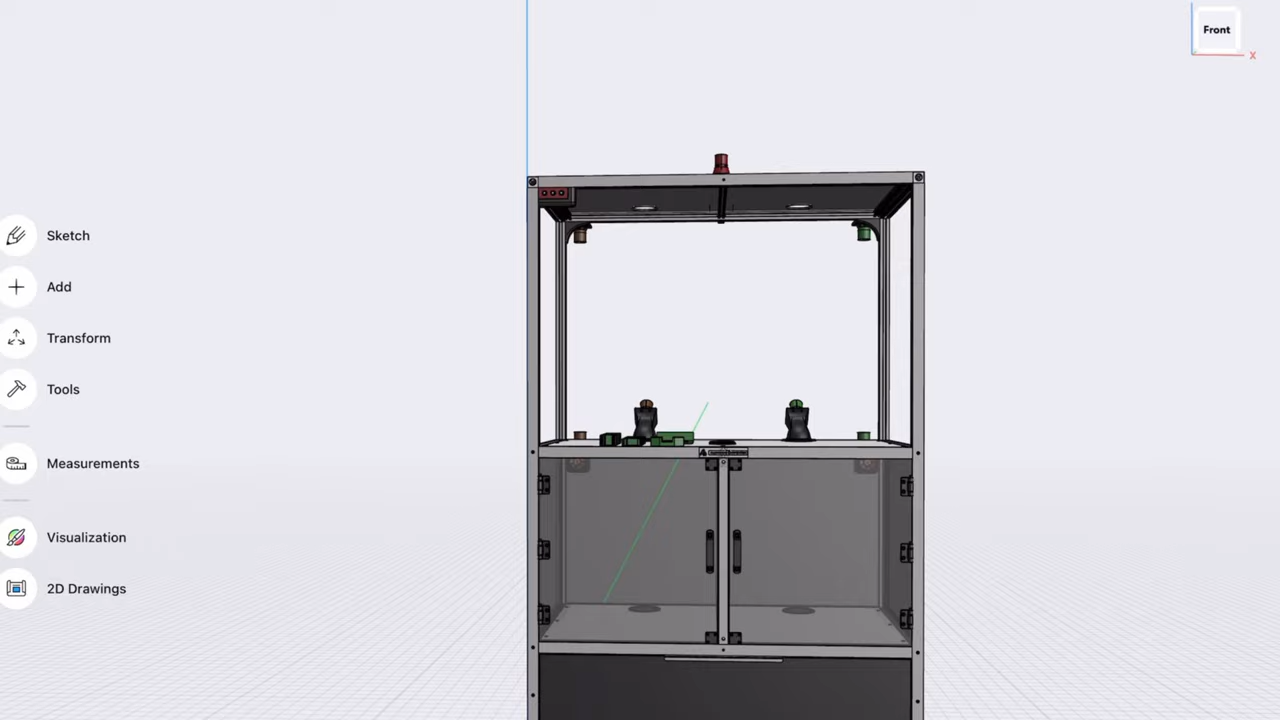 Front
X
Sketch
Add
Transform
Tools
Measurements
Visualization
2D Drawings